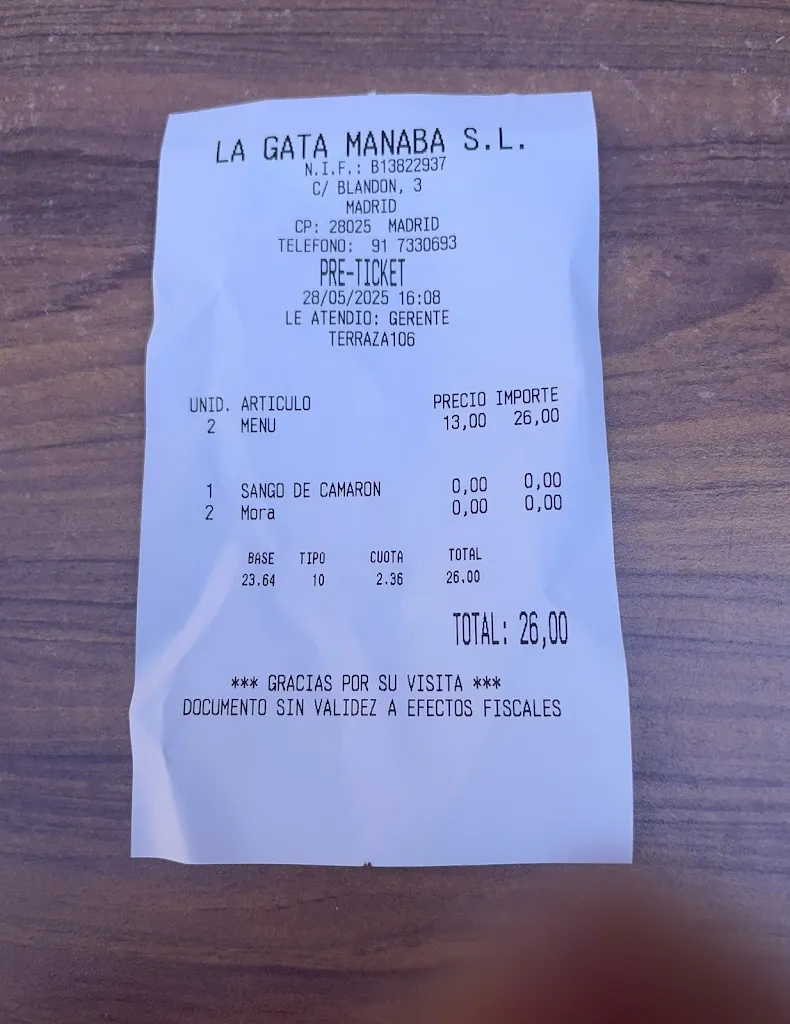 LA GATA MANABA S.L.
N.I.F.: B13822937
C/ BLANDON, 3
MADRID
CP: 28025 MADRID
TELEFONO: 91 7330693
PRE-TICKET
28/05/2025 16:08
LE ATENDIO: GERENTE
TERRAZA106
UNID. ARTICULO PRECIO IMPORTE
2 MENU 13,00 26,00
1 SANGO DE CAMARON 0,00 0,00
2 Mora 0,00 0,00
BASE TIPO CUOTA TOTAL
23.64 10 2.36 26.00
TOTAL: 26,00
*** GRACIAS POR SU VISITA ***
DOCUMENTO SIN VALIDEZ A EFECTOS FISCALES